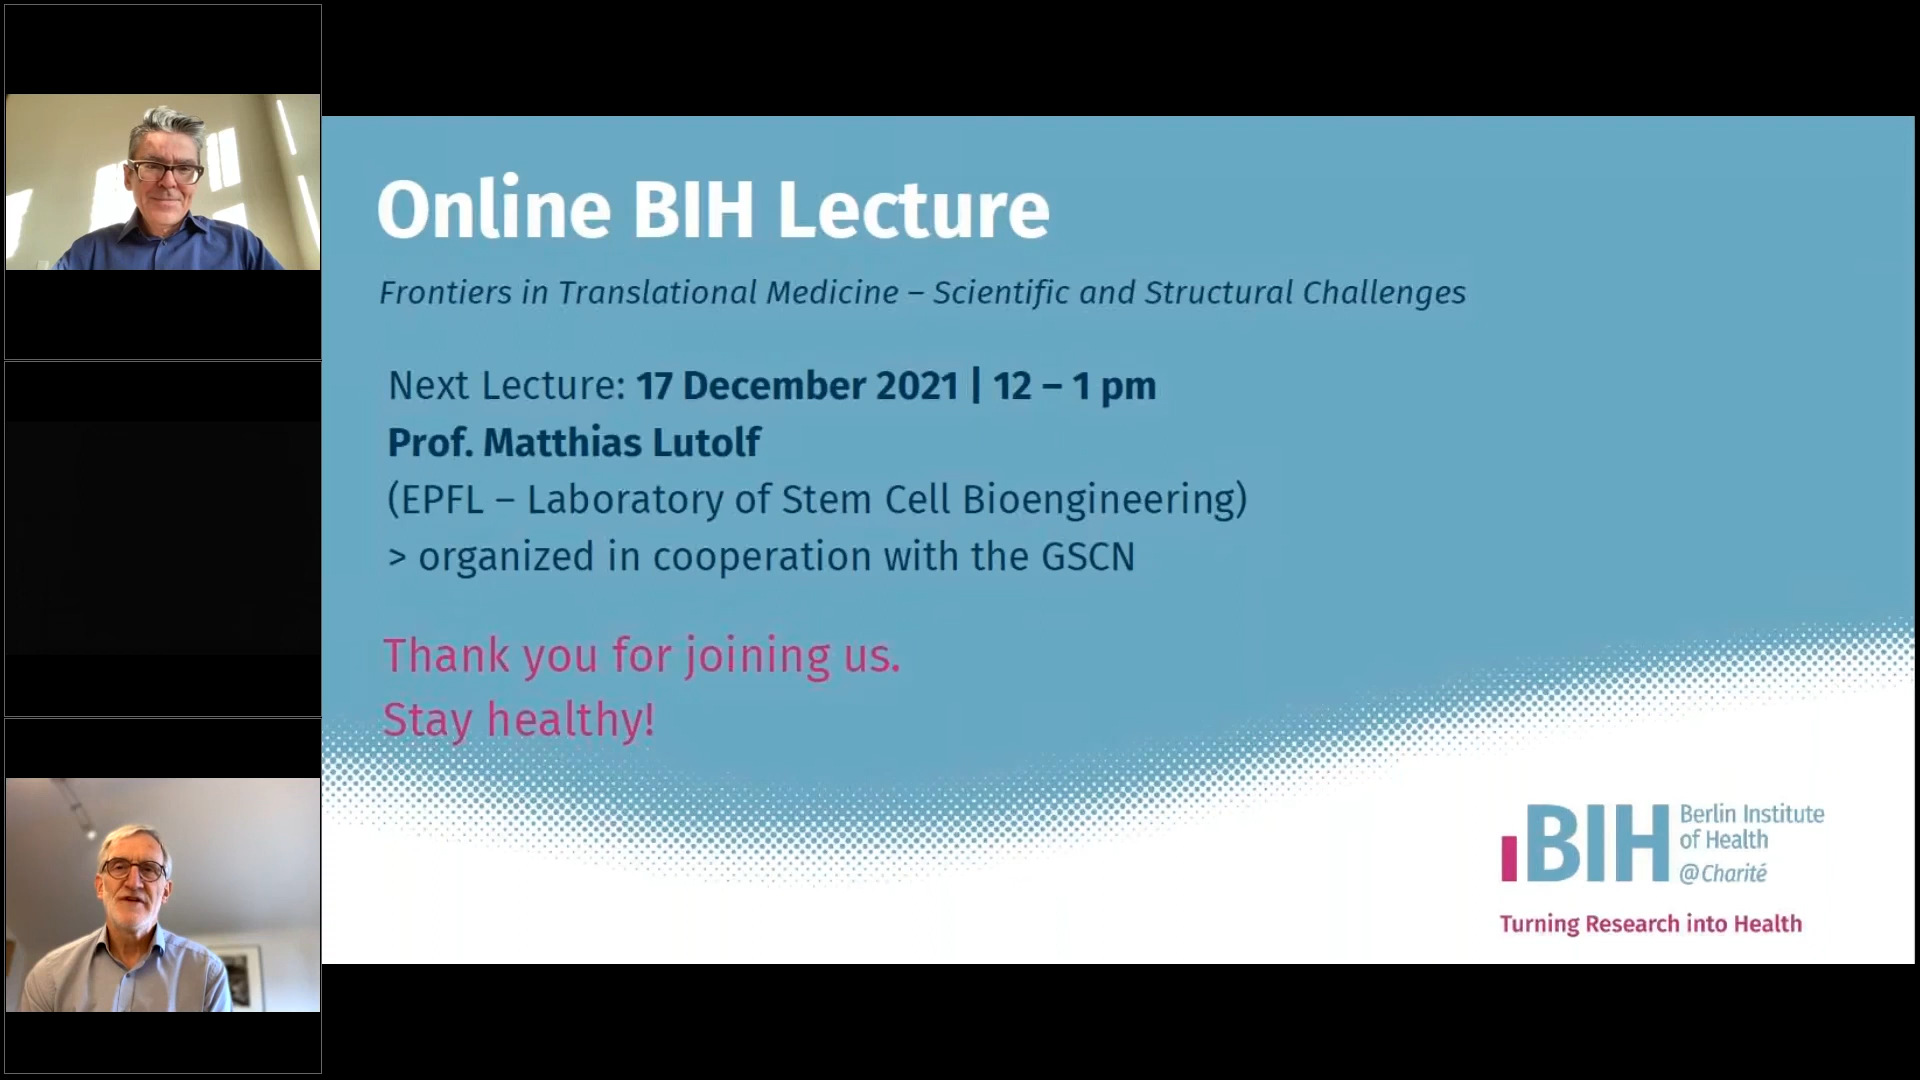 Online BIH Lecture
Frontiers in Translational Medicine – Scientific and Structural Challenges
Next Lecture: 17 December 2021 | 12 – 1 pm
Prof. Matthias Lutolf
(EPFL – Laboratory of Stem Cell Bioengineering)
> organized in cooperation with the GSCN
Thank you for joining us.
Stay healthy!
BIH
Berlin Institute
of Health
@Charité
Turning Research into Health